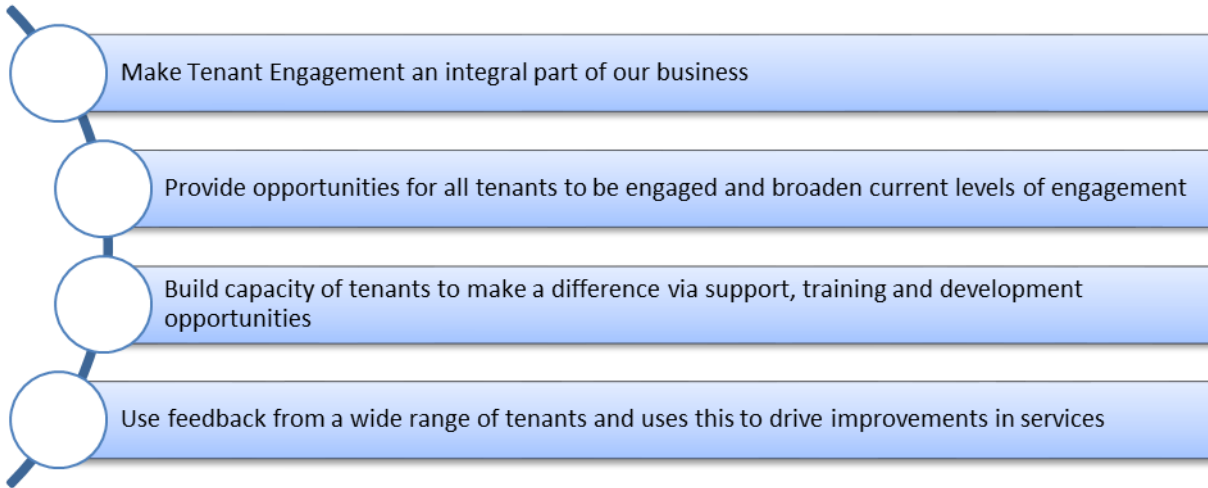 Make Tenant Engagement an integral part of our business
Provide opportunities for all tenants to be engaged and broaden current levels of engagement
Build capacity of tenants to make a difference via support, training and development
opportunities
Use feedback from a wide range of tenants and uses this to drive improvements in services